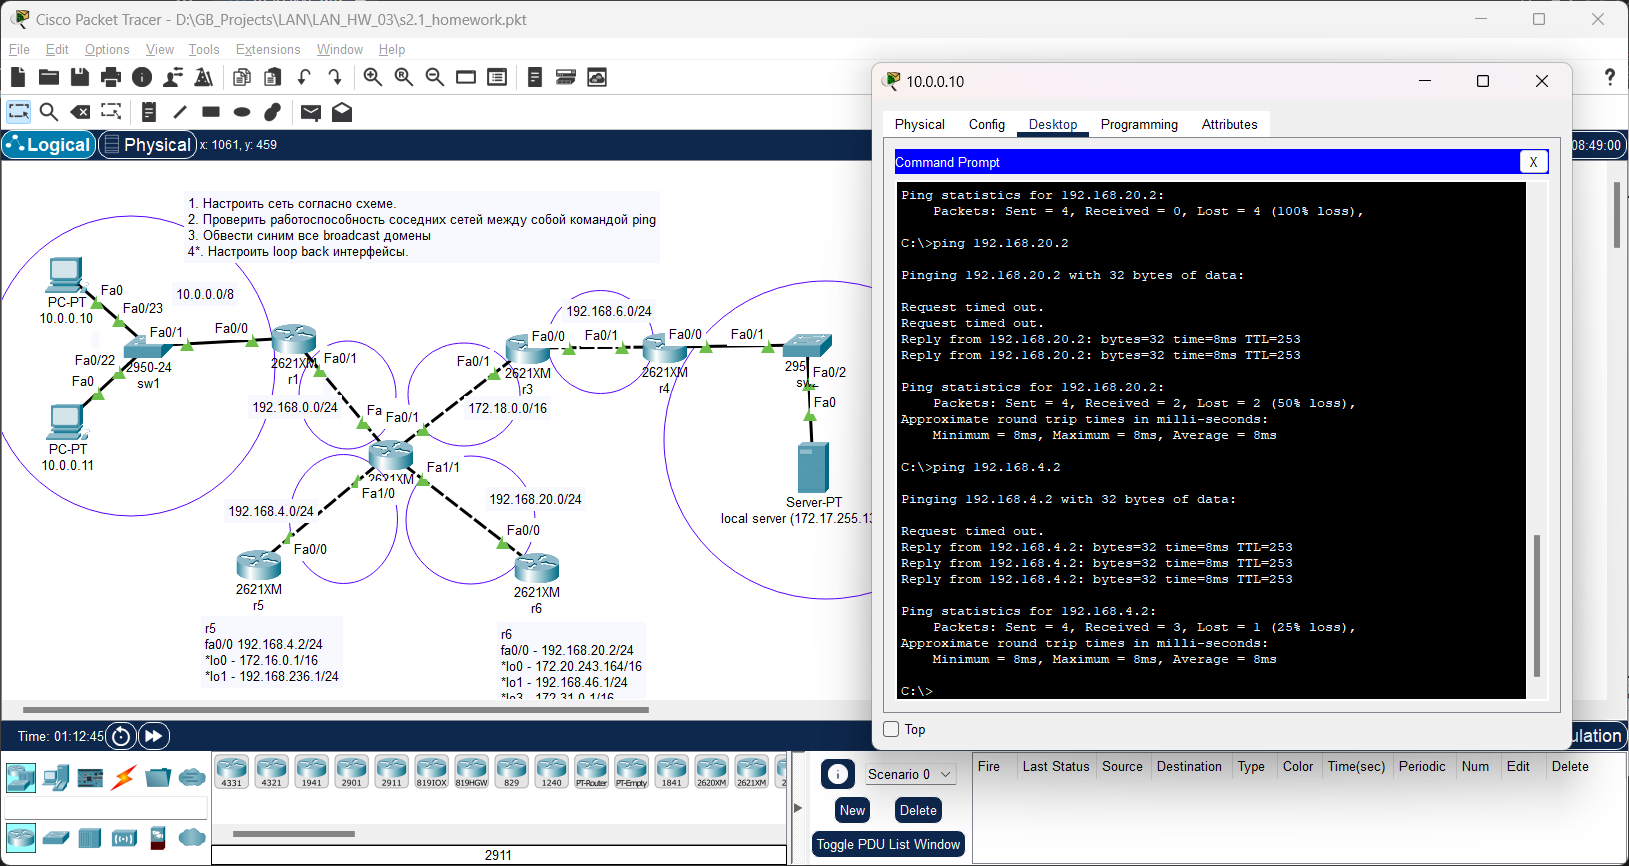 Cisco Packet Tracer - D:\GB_Projects\LAN\LAN_HW_03\s2.1_homework.pkt
File Edit Options View Tools Extensions Window Help
Logical
Physical
x: 1061, y: 459
08:49:00
1. Настроить сеть согласно схеме.
2. Проверить работоспособность соседних сетей между собой командой ping
3. Обвести синим все broadcast домены
4*. Настроить loop back интерфейсы.
PC-PT
10.0.0.10
Fa0
Fa0/23
10.0.0.0/8
Fa0/1
Fa0/0
Fa0/22
Fa0
2950-24
sw1
PC-PT
10.0.0.11
2621XM
r1
Fa0/1
192.168.0.0/24
Fa
Fa0/1
2621XM
Fa1/0
Fa1/1
172.18.0.0/16
Fa0/1
Fa0/0
2621XM
r3
192.168.6.0/24
Fa0/1
Fa0/0
2621XM
r4
Fa0/1
295
Fa0/2
Fa0
Server-PT
local server (172.17.255.13
192.168.4.0/24
Fa0/0
2621XM
r5
192.168.20.0/24
Fa0/0
2621XM
r6
r5
fa0/0 192.168.4.2/24
*lo0 - 172.16.0.1/16
*lo1 - 192.168.236.1/24
r6
fa0/0 - 192.168.20.2/24
*lo0 - 172.20.243.164/16
*lo1 - 192.168.46.1/24
*lo3 - 172.31.0.1/16
10.0.0.10
Physical Config Desktop Programming Attributes
Command Prompt
X
Ping statistics for 192.168.20.2:
Packets: Sent = 4, Received = 0, Lost = 4 (100% loss),
C:\>ping 192.168.20.2
Pinging 192.168.20.2 with 32 bytes of data:
Request timed out.
Request timed out.
Reply from 192.168.20.2: bytes=32 time=8ms TTL=253
Reply from 192.168.20.2: bytes=32 time=8ms TTL=253
Ping statistics for 192.168.20.2:
Packets: Sent = 4, Received = 2, Lost = 2 (50% loss),
Approximate round trip times in milli-seconds:
Minimum = 8ms, Maximum = 8ms, Average = 8ms
C:\>ping 192.168.4.2
Pinging 192.168.4.2 with 32 bytes of data:
Request timed out.
Reply from 192.168.4.2: bytes=32 time=8ms TTL=253
Reply from 192.168.4.2: bytes=32 time=8ms TTL=253
Reply from 192.168.4.2: bytes=32 time=8ms TTL=253
Ping statistics for 192.168.4.2:
Packets: Sent = 4, Received = 3, Lost = 1 (25% loss),
Approximate round trip times in milli-seconds:
Minimum = 8ms, Maximum = 8ms, Average = 8ms
C:\>
Top
Time: 01:12:45
ulation
4331 4321 1941 2901 2911 819IOX 819HGW 829 1240 PT-Router PT-Empty 1841 2620XM 2621XM 2
2911
Scenario 0
New
Delete
Toggle PDU List Window
Fire Last Status Source Destination Type Color Time(sec) Periodic Num Edit Delete